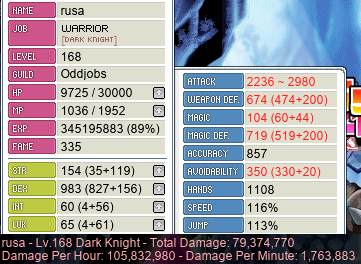 NAME rusa
JOB WARRIOR
[DARK KNIGHT]
LEVEL 168
GUILD Oddjobs
HP 9725 / 30000
MP 1036 / 1952
EXP. 345195883 (89%)
FAME 335
STR 154 (35+119)
DEX 983 (827+156)
INT 60 (4+56)
LUK 65 (4+61)
ATTACK 2236 ~ 2980
WEAPON DEF. 674 (474+200)
MAGIC 104 (60+44)
MAGIC DEF. 719 (519+200)
ACCURACY 857
AVOIDABILITY 350 (330+20)
HANDS 1108
SPEED 116%
JUMP 113%
rusa - Lv.168 Dark Knight - Total Damage: 79,374,770
Damage Per Hour: 105,832,980 - Damage Per Minute: 1,763,883